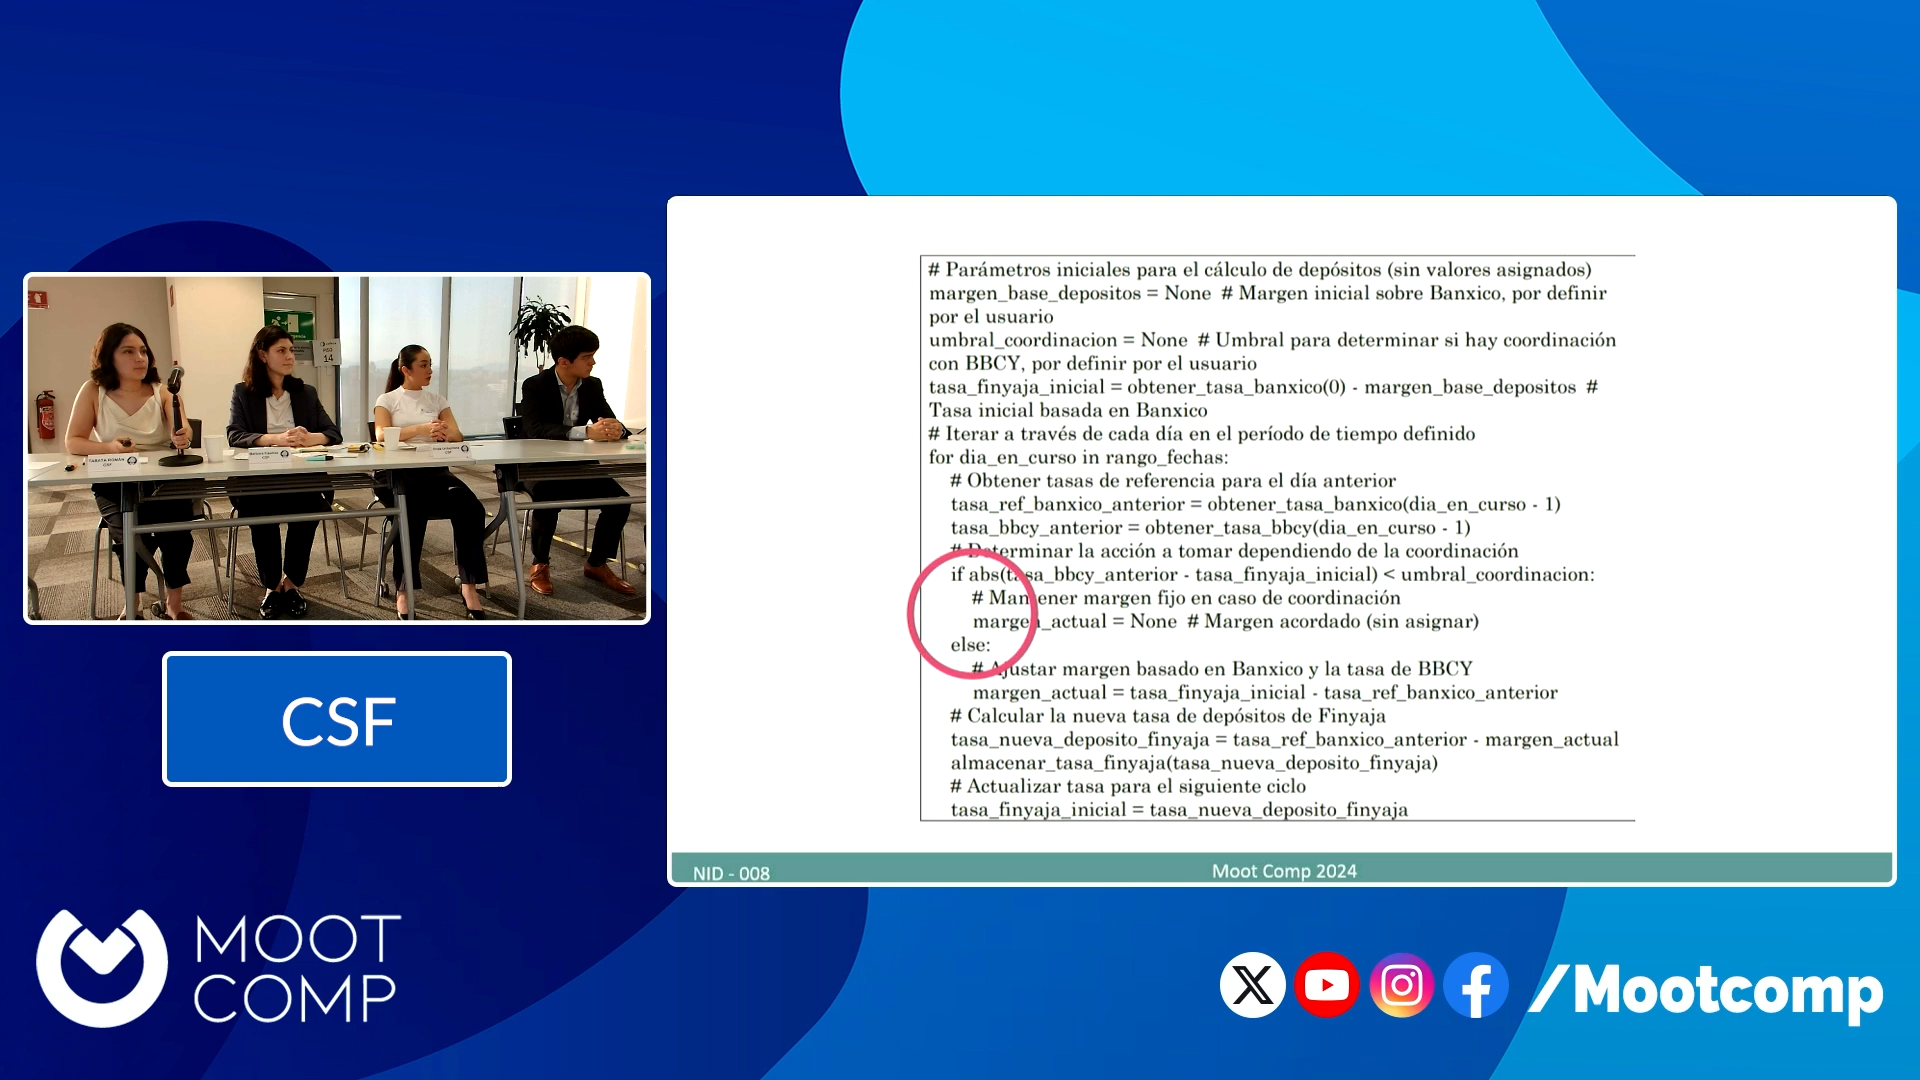 # Parámetros iniciales para el cálculo de depósitos (sin valores asignados)
margen_base_depositos = None # Margen inicial sobre Banxico, por definir
por el usuario
umbral_coordinacion = None # Umbral para determinar si hay coordinación
con BBCY, por definir por el usuario
tasa_finyaja_inicial = obtener_tasa_banxico(0) - margen_base_depositos #
Tasa inicial basada en Banxico
# Iterar a través de cada día en el período de tiempo definido
for dia_en_curso in rango_fechas:
# Obtener tasas de referencia para el día anterior
tasa_ref_banxico_anterior = obtener_tasa_banxico(dia_en_curso - 1)
tasa_bbcy_anterior = obtener_tasa_bbcy(dia_en_curso - 1)
# Determinar la acción a tomar dependiendo de la coordinación
if abs(tasa_bbcy_anterior - tasa_finyaja_inicial) < umbral_coordinacion:
# Mantener margen fijo en caso de coordinación
margen_actual = None # Margen acordado (sin asignar)
else:
# Ajustar margen basado en Banxico y la tasa de BBCY
margen_actual = tasa_finyaja_inicial - tasa_ref_banxico_anterior
# Calcular la nueva tasa de depósitos de Finyaja
tasa_nueva_deposito_finyaja = tasa_ref_banxico_anterior - margen_actual
almacenar_tasa_finyaja(tasa_nueva_deposito_finyaja)
# Actualizar tasa para el siguiente ciclo
tasa_finyaja_inicial = tasa_nueva_deposito_finyaja
NID - 008
Moot Comp 2024
14
CSF
MOOT
COMP
/Mootcomp